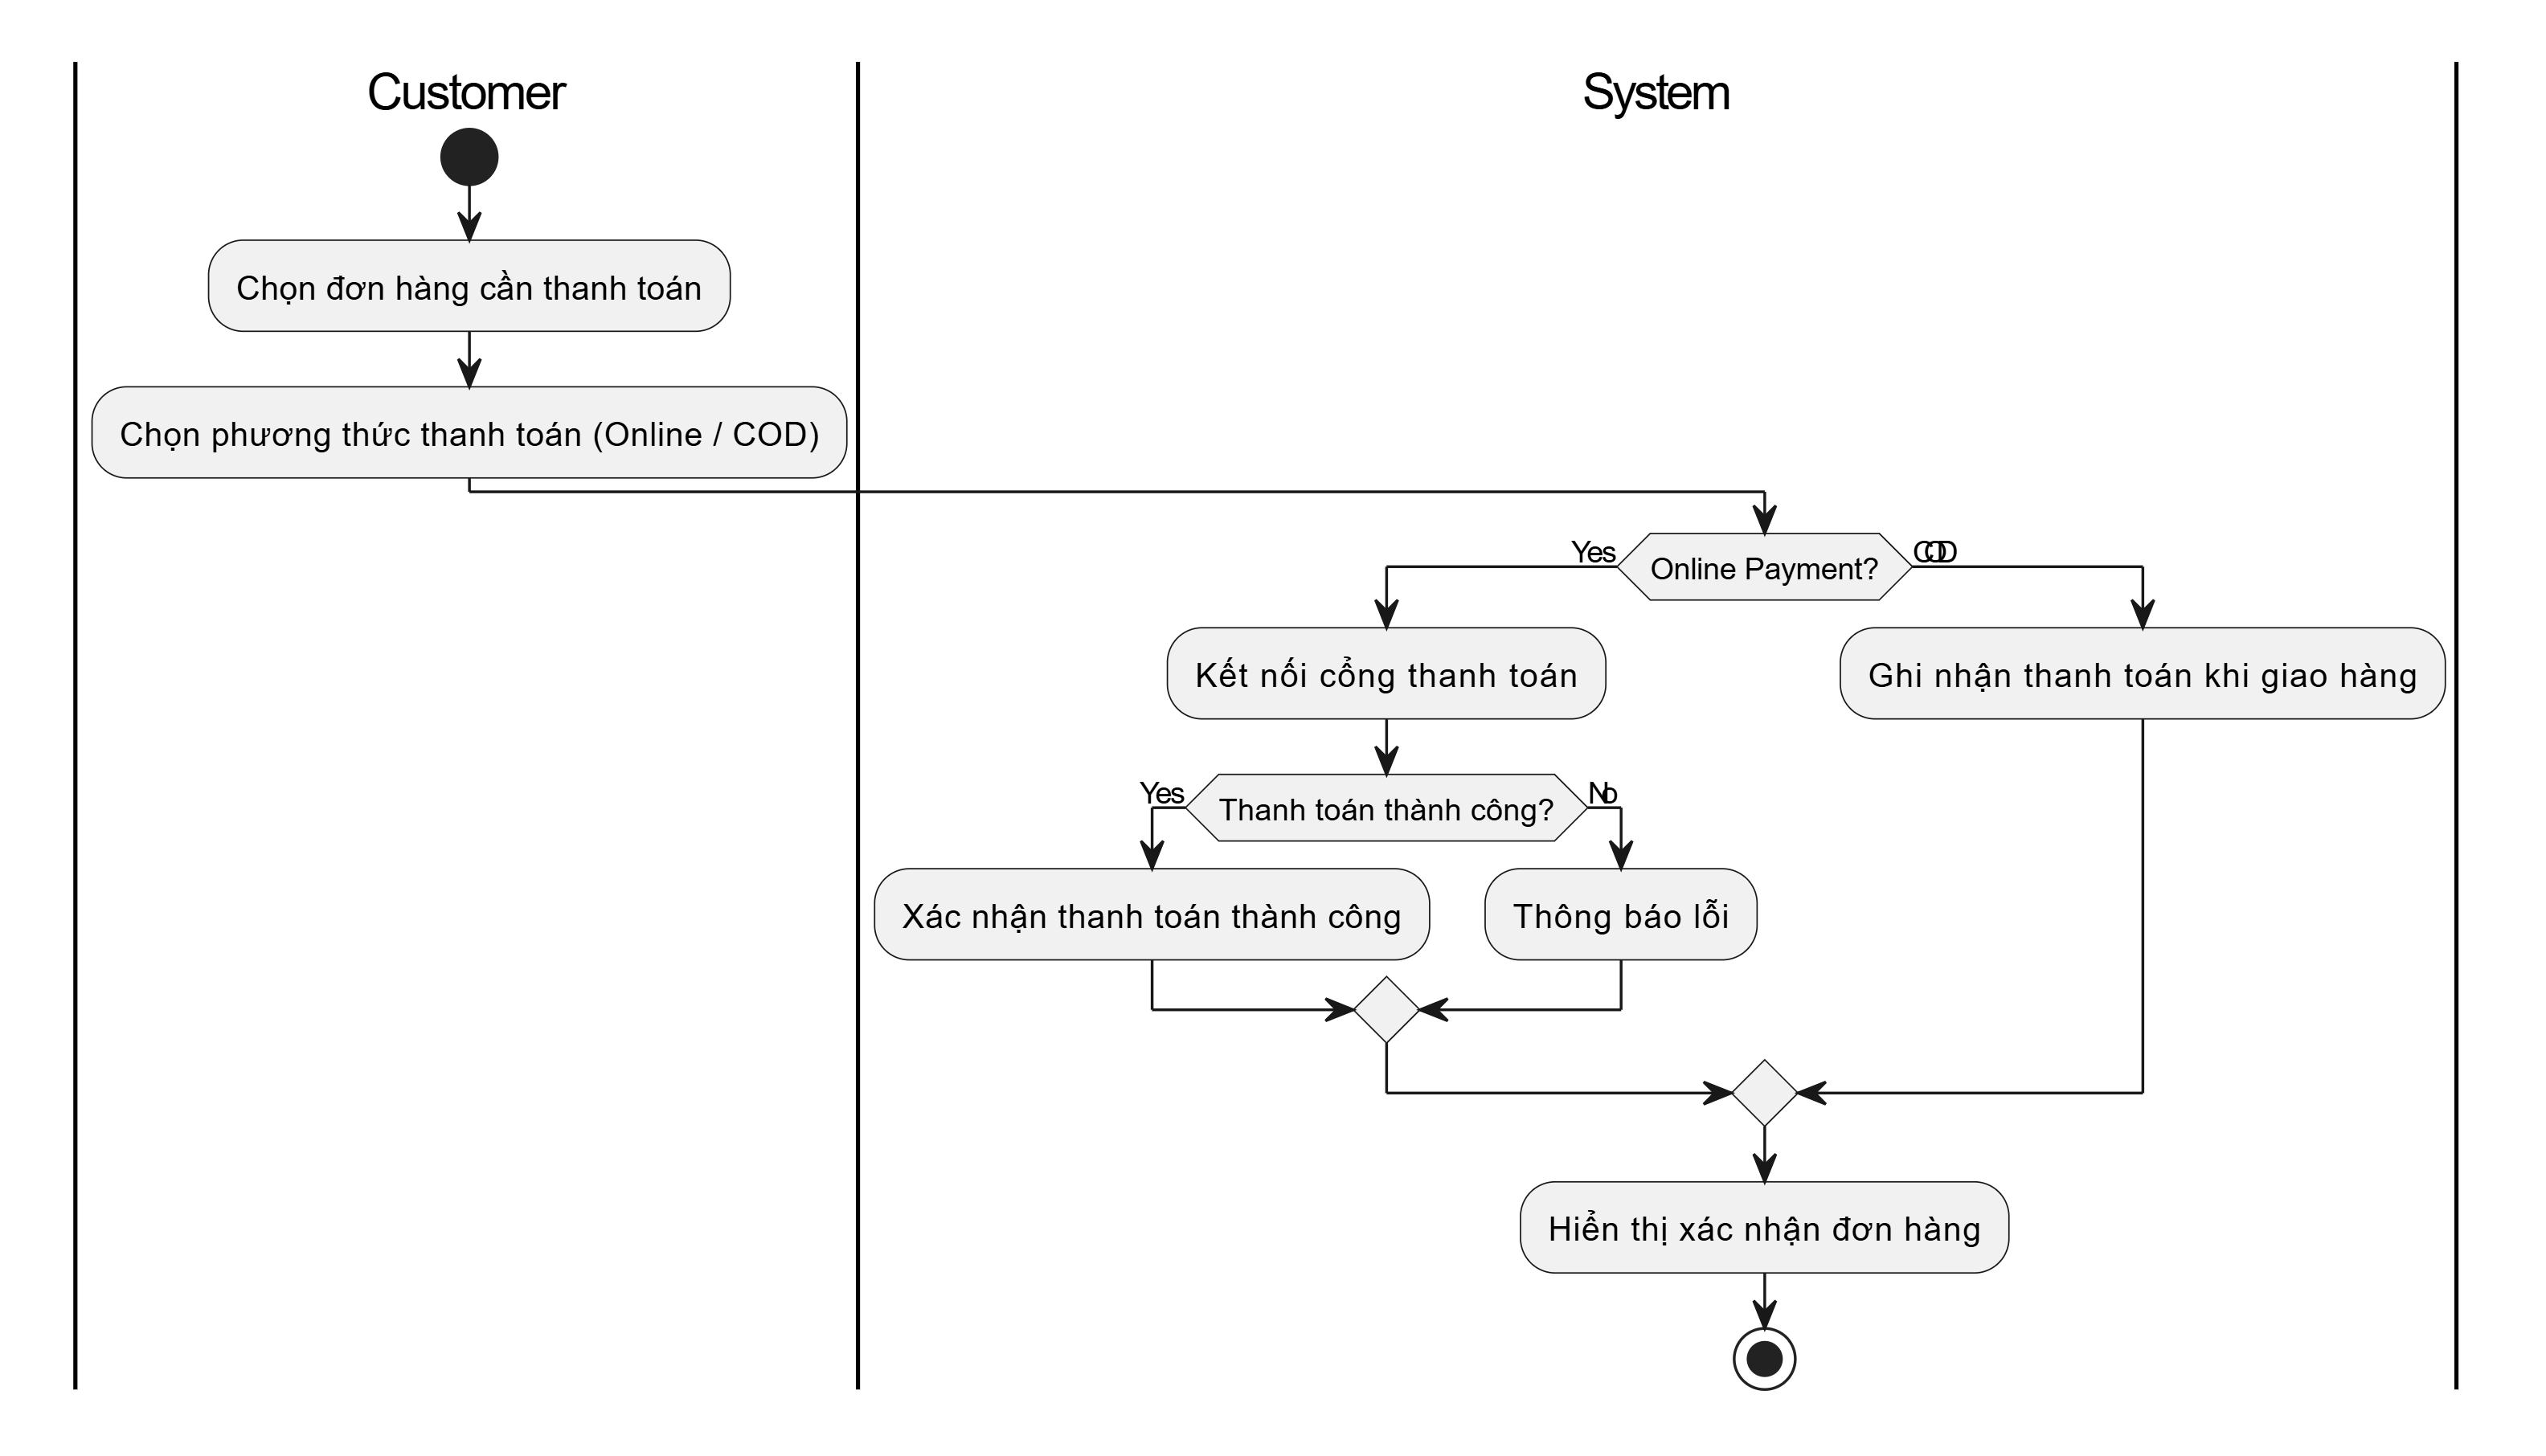 Customer
System
Chọn đơn hàng cần thanh toán
Chọn phương thức thanh toán (Online / COD)
Yes
Online Payment?
COD
Kết nối cổng thanh toán
Ghi nhận thanh toán khi giao hàng
Yes
Thanh toán thành công?
No
Xác nhận thanh toán thành công
Thông báo lỗi
Hiển thị xác nhận đơn hàng